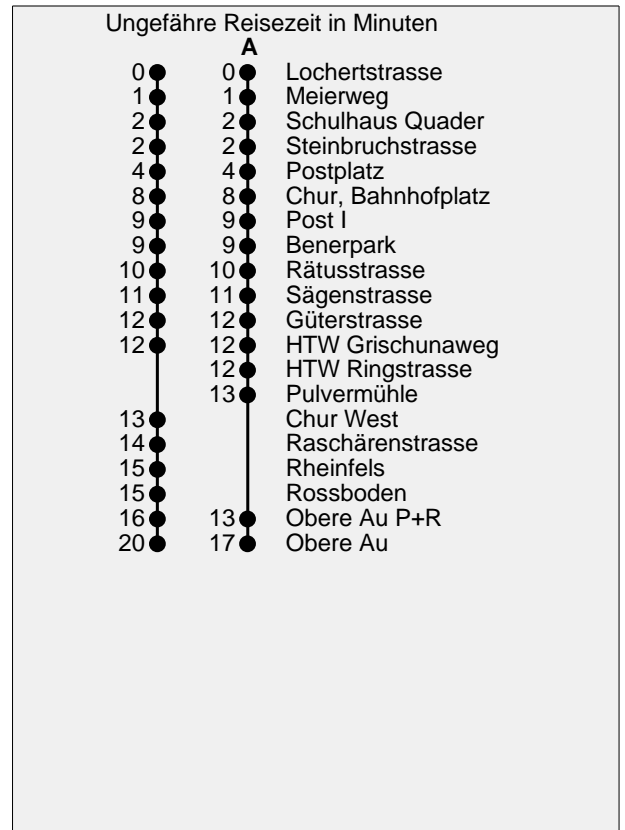 Ungefähre Reisezeit in Minuten
A
0 0 Lochertstrasse
1 1 Meierweg
2 2 Schulhaus Quader
2 2 Steinbruchstrasse
4 4 Postplatz
8 8 Chur, Bahnhofplatz
9 9 Post I
9 9 Benerpark
10 10 Rätusstrasse
11 11 Sägenstrasse
12 12 Güterstrasse
12 12 HTW Grischunaweg
12 HTW Ringstrasse
13 Pulvermühle
13 Chur West
14 Raschärenstrasse
15 Rheinfels
15 Rossboden
16 13 Obere Au P+R
20 17 Obere Au